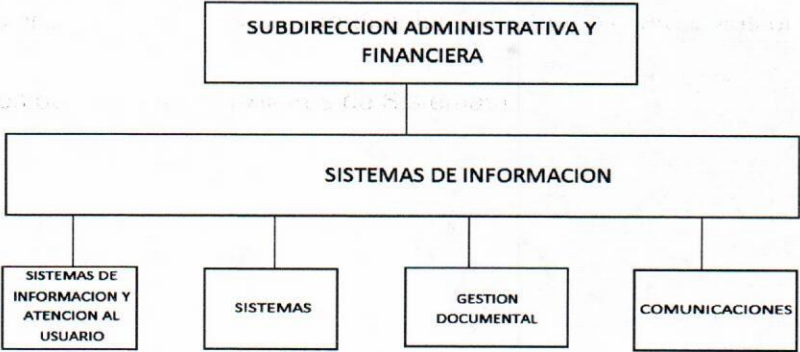 SUBDIRECCION ADMINISTRATIVA Y
FINANCIERA
SISTEMAS DE INFORMACION
SISTEMAS DE
INFORMACION Y
ATENCION AL
USUARIO
SISTEMAS
GESTION
DOCUMENTAL
COMUNICACIONES